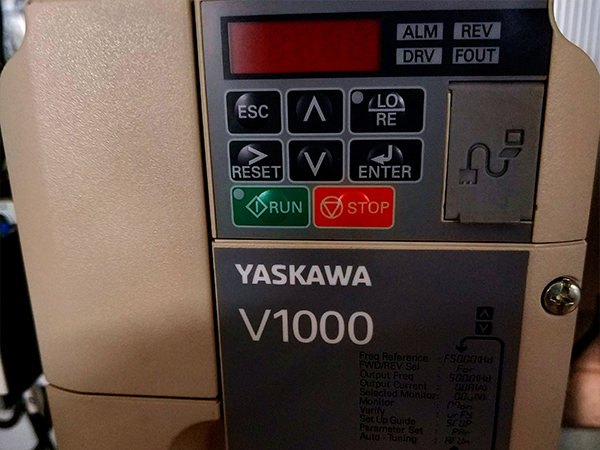 ALM REV
DRV FOUT
ESC LO
RE
RESET ENTER
RUN STOP
YASKAWA
V1000
Freq Reference :
FWD/REV Sel :
Output Freq :
Output Current :
Selected Monitor:
Monitor :
Verify :
Set Up Guide :
Parameter Set :
Auto - Tuning :